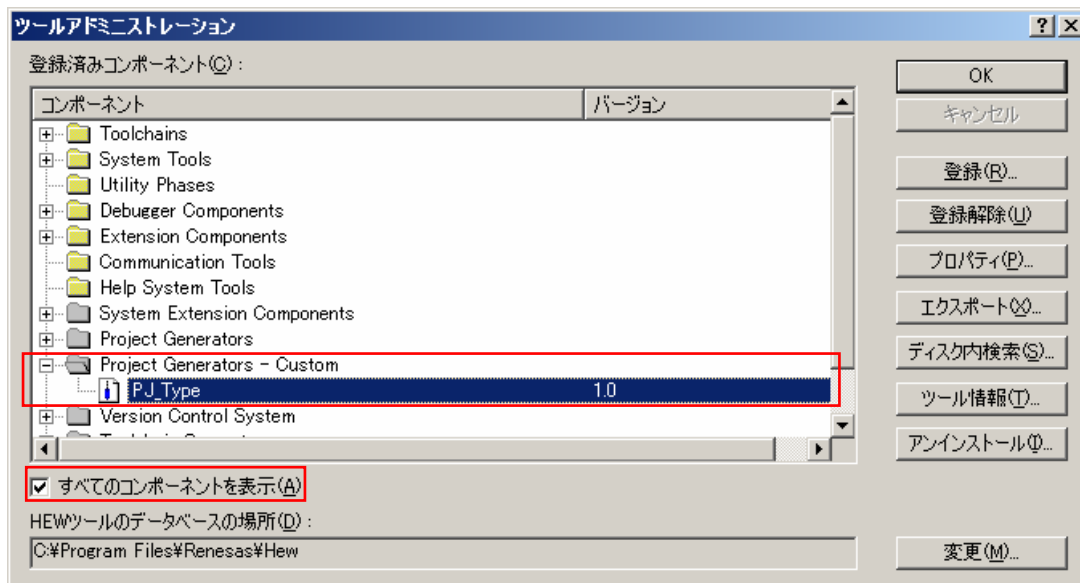 ツールアドミニストレーション
登録済みコンポーネント(C):
コンポーネント バージョン
Toolchains
System Tools
Utility Phases
Debugger Components
Extension Components
Communication Tools
Help System Tools
System Extension Components
Project Generators
Project Generators - Custom
PJ_Type 1.0
Version Control System
すべてのコンポーネントを表示(A)
HEWツールのデータベースの場所(D):
C:¥Program Files¥Renesas¥Hew
OK
キャンセル
登録(R)...
登録解除(U)
プロパティ(P)...
エクスポート(X)...
ディスク内検索(S)...
ツール情報(T)...
アンインストール(I)...
変更(M)...